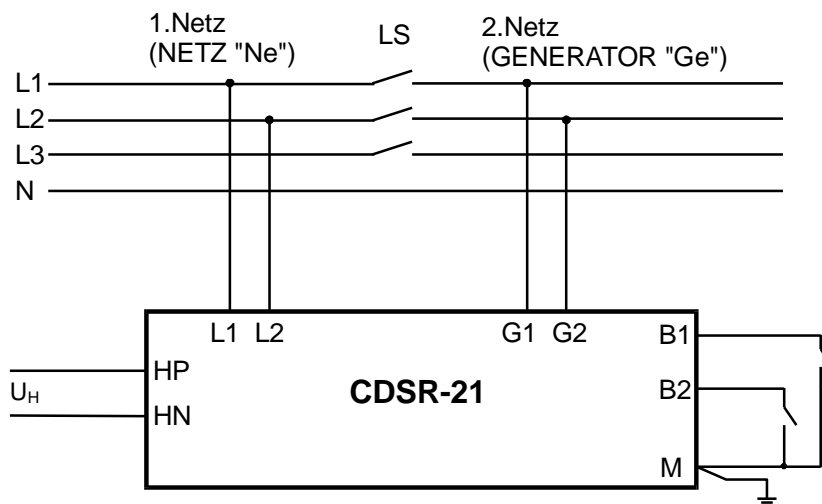 1.Netz
(NETZ "Ne")
LS
2.Netz
(GENERATOR "Ge")
L1
L2
L3
N
L1 L2 G1 G2
B1
HP
UH
HN
CDSR-21
B2
M